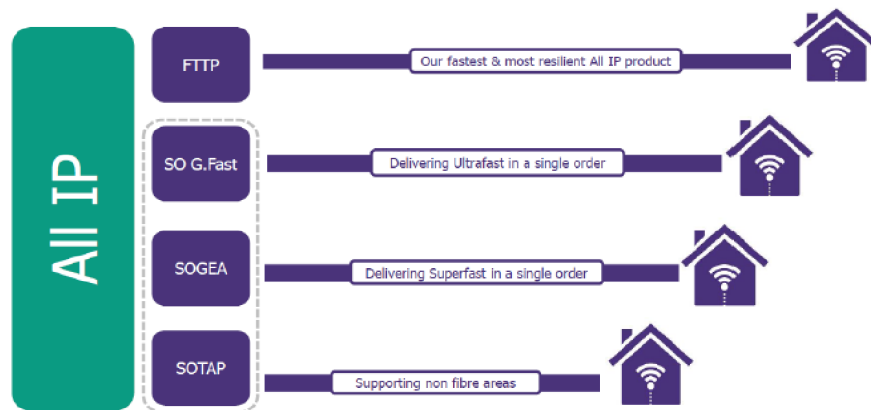 All IP
FTTP
Our fastest & most resilient All IP product
SO G.Fast
Delivering Ultrafast in a single order
SOGEA
Delivering Superfast in a single order
SOTAP
Supporting non fibre areas